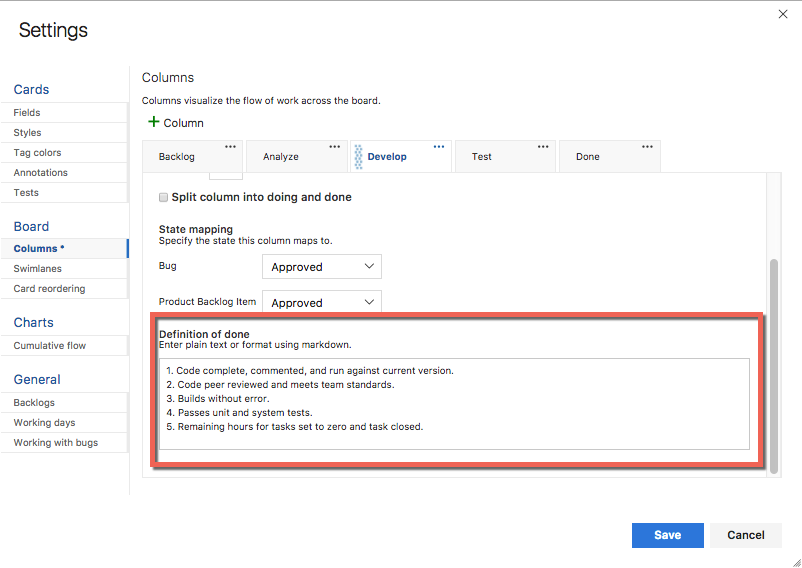 Settings
Cards
Fields
Styles
Tag colors
Annotations
Tests
Board
Columns *
Swimlanes
Card reordering
Charts
Cumulative flow
General
Backlogs
Working days
Working with bugs
Columns
Columns visualize the flow of work across the board.
+ Column
Backlog ... Analyze ... Develop ... Test ... Done ...
Split column into doing and done
State mapping
Specify the state this column maps to.
Bug Approved
Product Backlog Item Approved
Definition of done
Enter plain text or format using markdown.
1. Code complete, commented, and run against current version.
2. Code peer reviewed and meets team standards.
3. Builds without error.
4. Passes unit and system tests.
5. Remaining hours for tasks set to zero and task closed.
Save Cancel